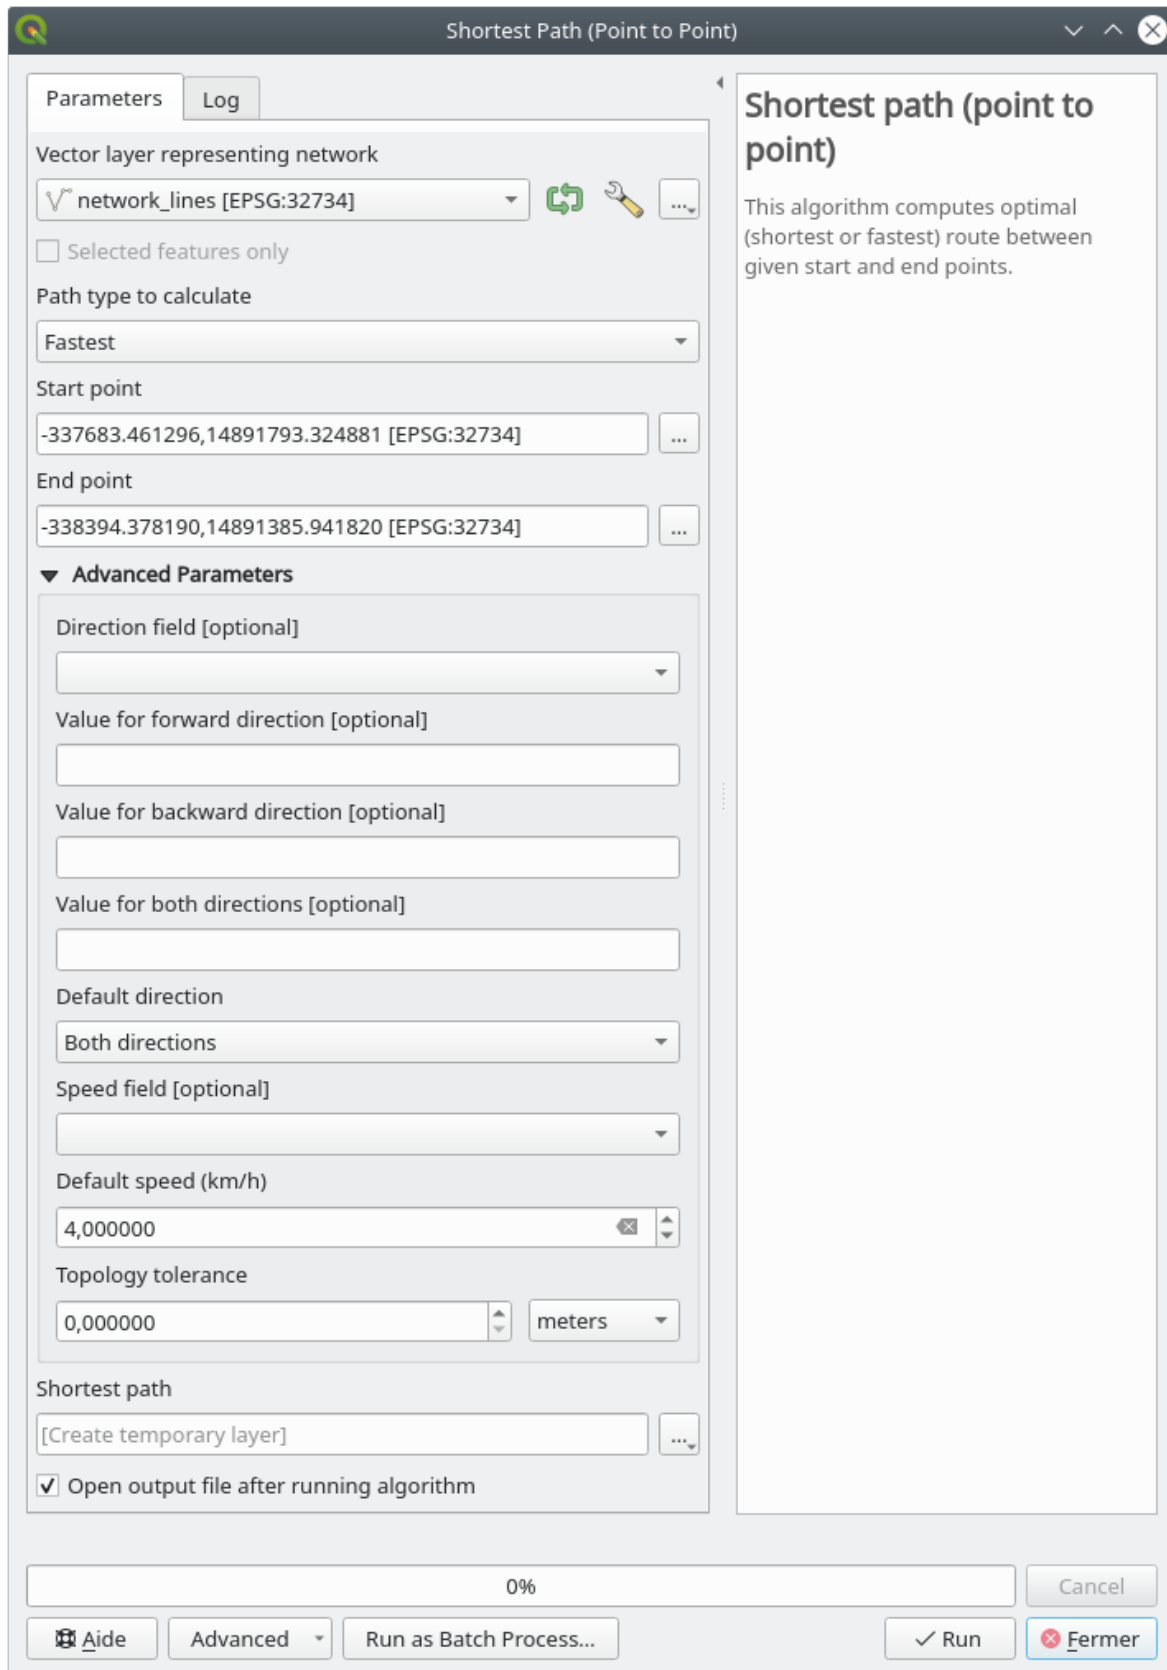 Shortest Path (Point to Point)
Parameters
Log
Vector layer representing network
network_lines [EPSG:32734]
...
Selected features only
Path type to calculate
Fastest
Start point
-337683.461296,14891793.324881 [EPSG:32734]
...
End point
-338394.378190,14891385.941820 [EPSG:32734]
...
Advanced Parameters
Direction field [optional]
Value for forward direction [optional]
Value for backward direction [optional]
Value for both directions [optional]
Default direction
Both directions
Speed field [optional]
Default speed (km/h)
4,000000
Topology tolerance
0,000000
meters
Shortest path
[Create temporary layer]
...
Open output file after running algorithm
Shortest path (point to
point)
This algorithm computes optimal
(shortest or fastest) route between
given start and end points.
0%
Cancel
Aide
Advanced
Run as Batch Process...
Run
Fermer